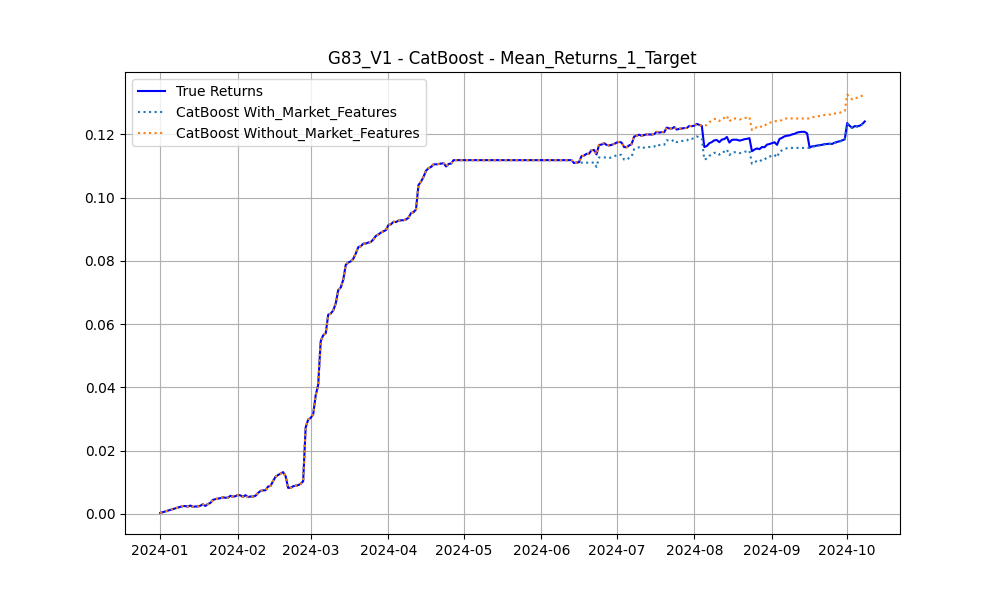 G83_V1 - CatBoost - Mean_Returns_1_Target
True Returns
CatBoost With_Market_Features
CatBoost Without_Market_Features
0.12
0.10
0.08
0.06
0.04
0.02
0.00
2024-01 2024-02 2024-03 2024-04 2024-05 2024-06 2024-07 2024-08 2024-09 2024-10